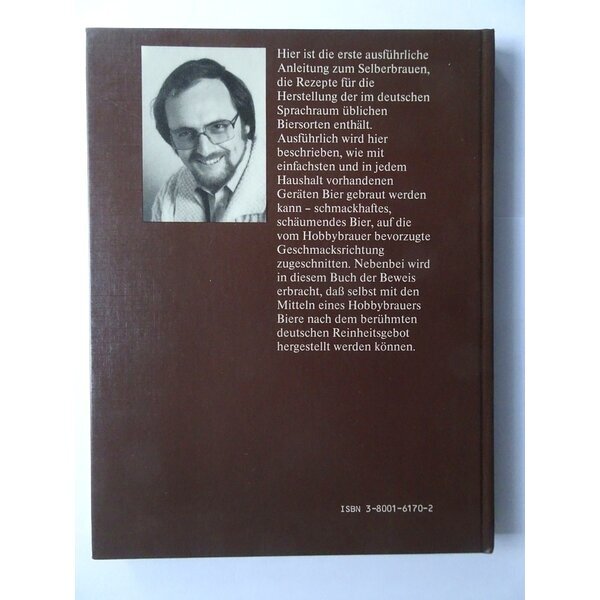 Hier ist die erste ausführliche
Anleitung zum Selberbrauen,
die Rezepte für die
Herstellung der im deutschen
Sprachraum üblichen
Biersorten enthält.
Ausführlich wird hier
beschrieben, wie mit
einfachsten und in jedem
Haushalt vorhandenen
Geräten Bier gebraut werden
kann – schmackhaftes,
schäumendes Bier, auf die
vom Hobbybrauer bevorzugte
Geschmacksrichtung
zugeschnitten. Nebenbei wird
in diesem Buch der Beweis
erbracht, daß selbst mit den
Mitteln eines Hobbybrauers
Biere nach dem berühmten
deutschen Reinheitsgebot
hergestellt werden können.
ISBN 3-8001-6170-2